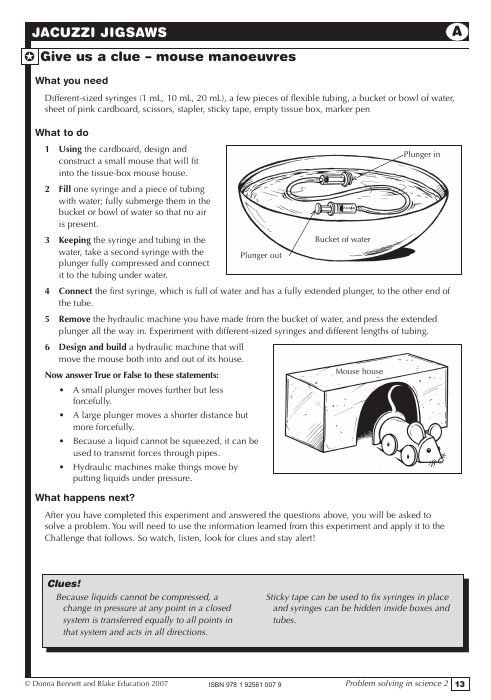 JACUZZI JIGSAWS
A
Give us a clue – mouse manoeuvres
What you need
Different-sized syringes (1 mL, 10 mL, 20 mL), a few pieces of flexible tubing, a bucket or bowl of water,
sheet of pink cardboard, scissors, stapler, sticky tape, empty tissue box, marker pen
What to do
1 Using the cardboard, design and
construct a small mouse that will fit
into the tissue-box mouse house.
2 Fill one syringe and a piece of tubing
with water; fully submerge them in the
bucket or bowl of water so that no air
is present.
3 Keeping the syringe and tubing in the
water, take a second syringe with the
plunger fully compressed and connect
it to the tubing under water.
Plunger in
Bucket of water
Plunger out
4 Connect the first syringe, which is full of water and has a fully extended plunger, to the other end of
the tube.
5 Remove the hydraulic machine you have made from the bucket of water, and press the extended
plunger all the way in. Experiment with different-sized syringes and different lengths of tubing.
6 Design and build a hydraulic machine that will
move the mouse both into and out of its house.
Now answer True or False to these statements:
• A small plunger moves further but less
forcefully.
• A large plunger moves a shorter distance but
more forcefully.
• Because a liquid cannot be squeezed, it can be
used to transmit forces through pipes.
• Hydraulic machines make things move by
putting liquids under pressure.
Mouse house
What happens next?
After you have completed this experiment and answered the questions above, you will be asked to
solve a problem. You will need to use the information learned from this experiment and apply it to the
Challenge that follows. So watch, listen, look for clues and stay alert!
Clues!
Because liquids cannot be compressed, a
change in pressure at any point in a closed
system is transferred equally to all points in
that system and acts in all directions.
Sticky tape can be used to fix syringes in place
and syringes can be hidden inside boxes and
tubes.
© Donna Bennett and Blake Education 2007
ISBN 978 1 92561 007 9
Problem solving in science 2 13